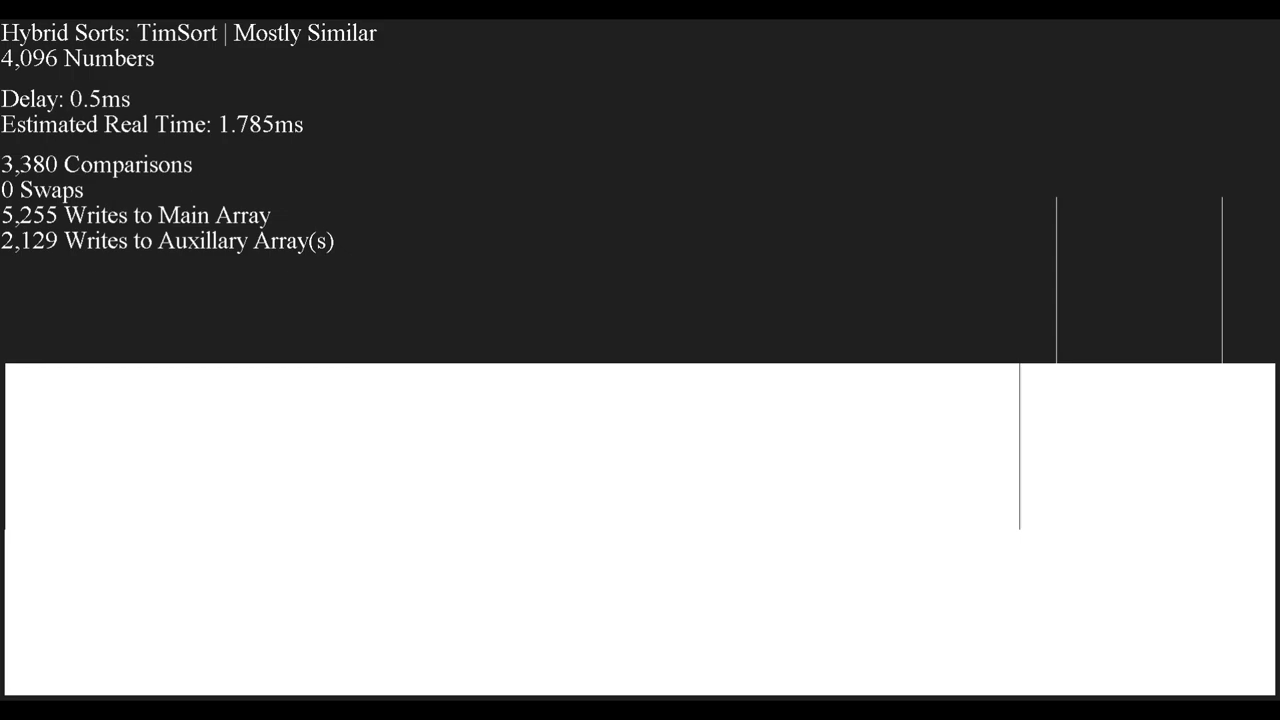 Hybrid Sorts: TimSort | Mostly Similar
4,096 Numbers
Delay: 0.5ms
Estimated Real Time: 1.785ms
3,380 Comparisons
0 Swaps
5,255 Writes to Main Array
2,129 Writes to Auxillary Array(s)